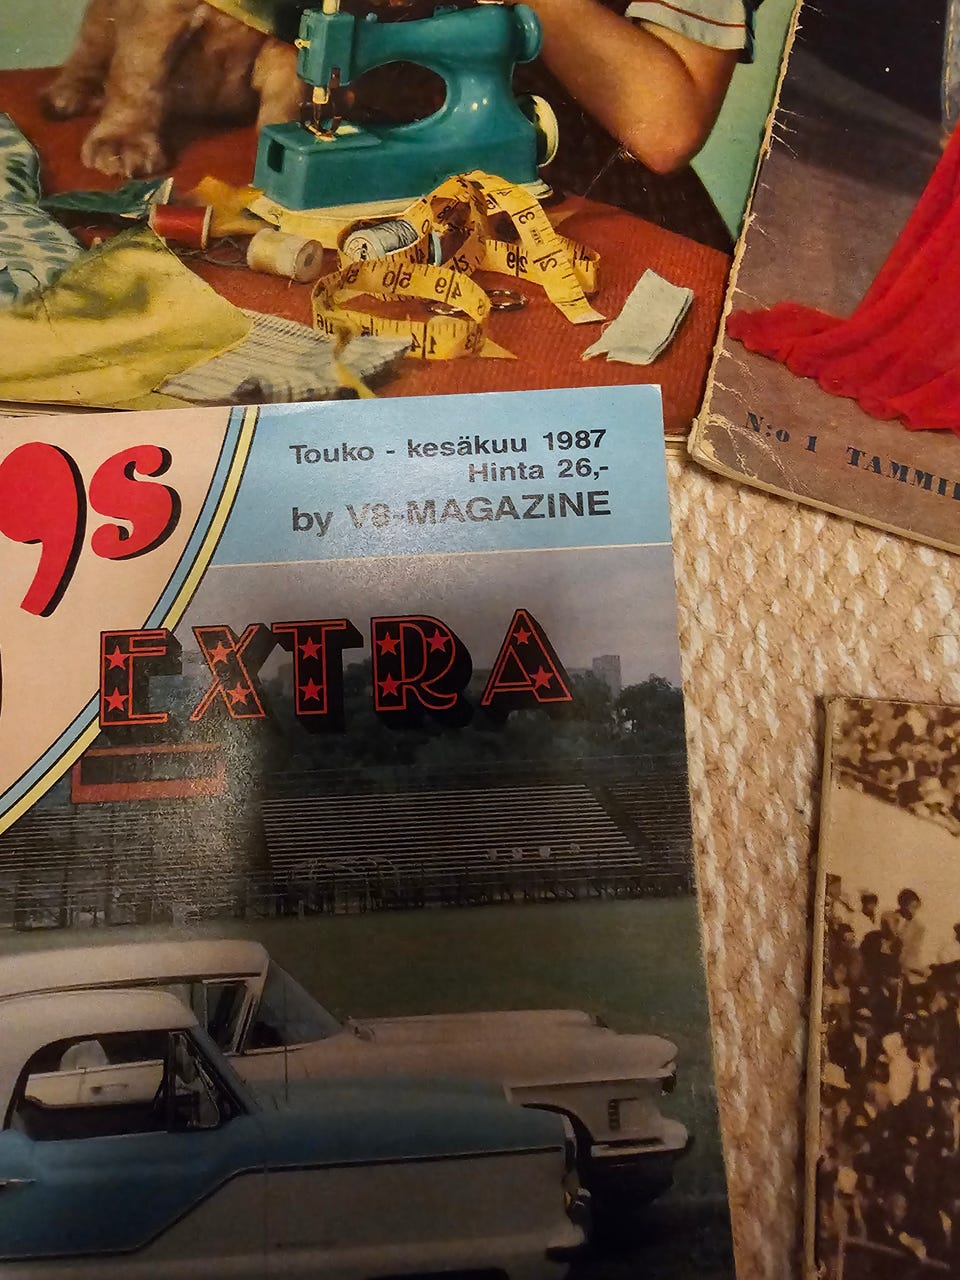 's
Touko - kesäkuu 1987
Hinta 26,-
by V8-MAGAZINE
EXTRA
N:o 1 TAMMI